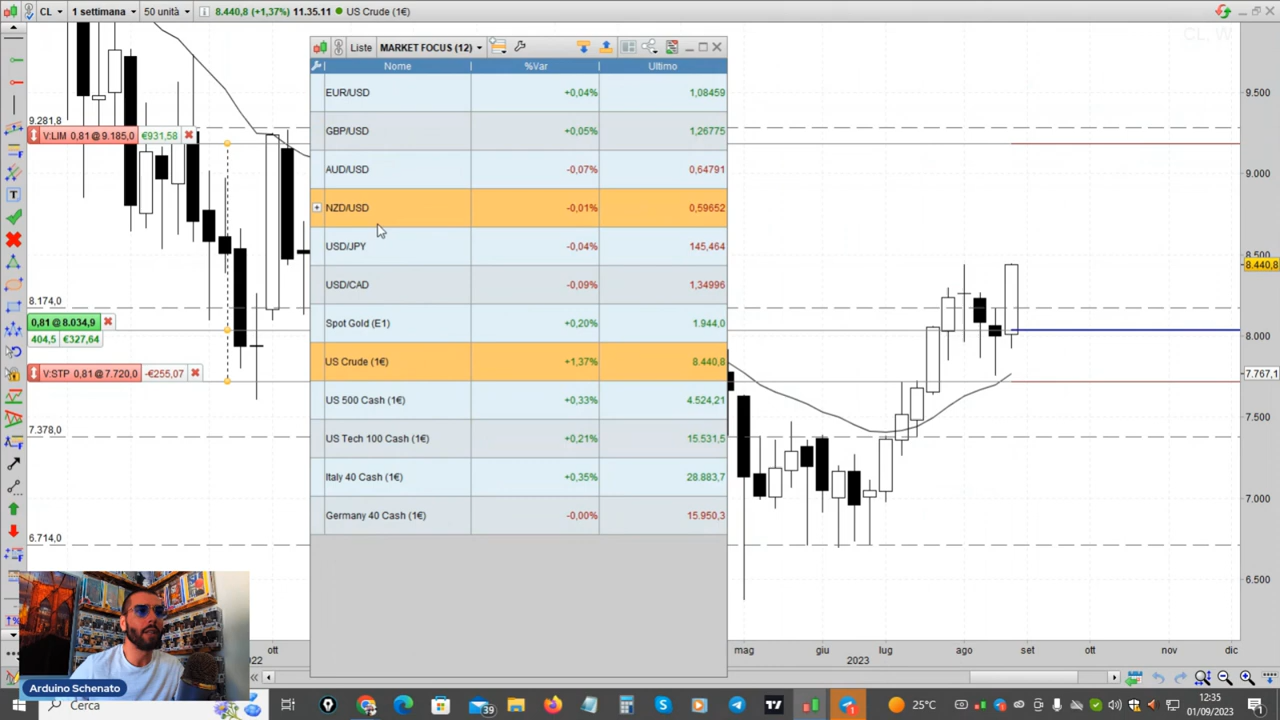 CL 1 settimana 50 unità 8.440,8 (+1,37%) 11.35.11 US Crude (1€)
CL, W
Liste MARKET FOCUS (12)
Nome %Var Ultimo
EUR/USD +0,04% 1,08459
GBP/USD +0,05% 1,26775
AUD/USD -0,07% 0,64791
NZD/USD -0,01% 0,59652
USD/JPY -0,04% 145,464
USD/CAD -0,09% 1,34996
Spot Gold (E1) +0,20% 1.944,0
US Crude (1€) +1,37% 8.440,8
US 500 Cash (1€) +0,33% 4.524,21
US Tech 100 Cash (1€) +0,21% 15.531,5
Italy 40 Cash (1€) +0,35% 28.883,7
Germany 40 Cash (1€) -0,00% 15.950,3
9.281,8
V:LIM 0,81@9.185,0 €931,58
8.174,0
0,81@8.034,9
404,5 €327,64
V:STP 0,81@7.720,0 -€255,07
7.378,0
6.714,0
9.500
9.000
8.500
8.440,8
8.000
7.767,1
7.500
7.000
6.500
ott
2022
mag giu lug ago set ott nov dic
2023
Arduino Schenato
Cerca
39
25°C
12:35
01/09/2023